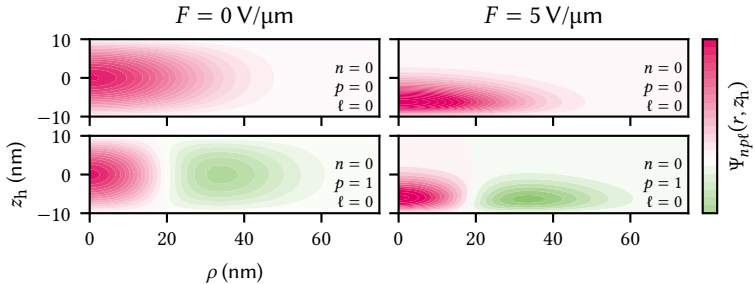 F = 0 V/µm
F = 5 V/µm
10
0
−10
n = 0
p = 0
ℓ = 0
n = 0
p = 0
ℓ = 0
10
0
−10
n = 0
p = 1
ℓ = 0
n = 0
p = 1
ℓ = 0
z_h (nm)
0
20
40
60
0
20
40
60
ρ (nm)
Ψ_npℓ(r, z_h)